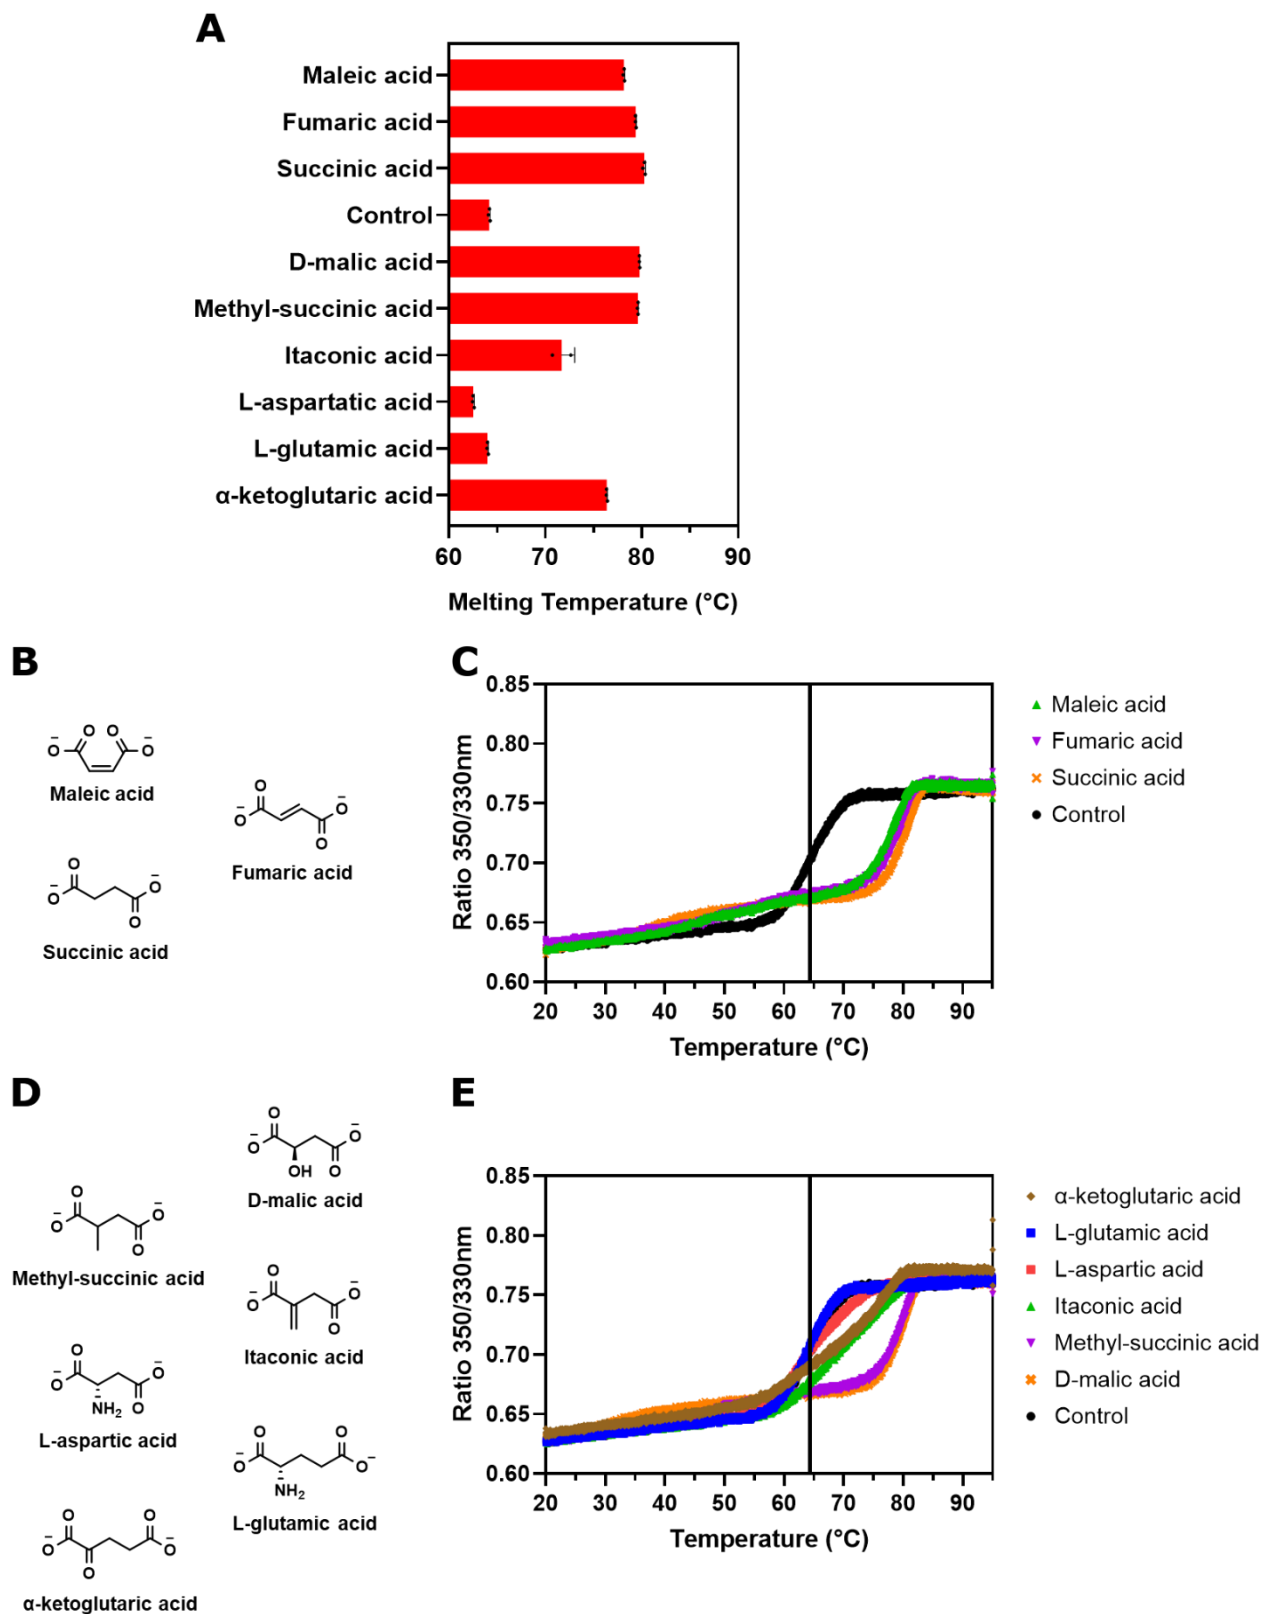 A
Maleic acid
Fumaric acid
Succinic acid
Control
D-malic acid
Methyl-succinic acid
Itaconic acid
L-aspartatic acid
L-glutamic acid
α-ketoglutaric acid
60 70 80 90
Melting Temperature (°C)
B
O O
⁻O O⁻
Maleic acid
O
⁻O O⁻
O
Fumaric acid
O
⁻O O⁻
O
Succinic acid
C
0.85
0.80
0.75
0.70
0.65
0.60
Ratio 350/330nm
20 30 40 50 60 70 80 90
Temperature (°C)
Maleic acid
Fumaric acid
Succinic acid
Control
D
O
⁻O O⁻
OH O
D-malic acid
O
⁻O O⁻
O
Methyl-succinic acid
O
⁻O O⁻
O
Itaconic acid
O
⁻O O⁻
NH₂ O
L-aspartic acid
O O
⁻O O⁻
NH₂
L-glutamic acid
O O
⁻O O⁻
O
α-ketoglutaric acid
E
0.85
0.80
0.75
0.70
0.65
0.60
Ratio 350/330nm
20 30 40 50 60 70 80 90
Temperature (°C)
α-ketoglutaric acid
L-glutamic acid
L-aspartic acid
Itaconic acid
Methyl-succinic acid
D-malic acid
Control